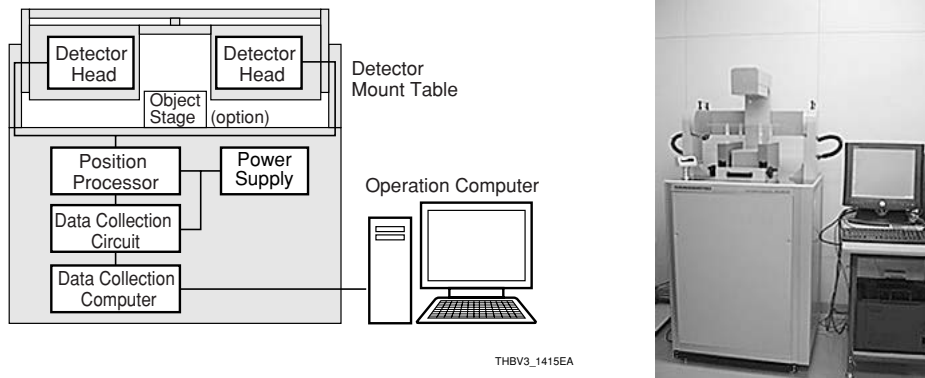 Detector
Head
Detector
Head
Detector
Mount Table
Object
Stage
(option)
Position
Processor
Power
Supply
Operation Computer
Data Collection
Circuit
Data Collection
Computer
THBV3_1415EA